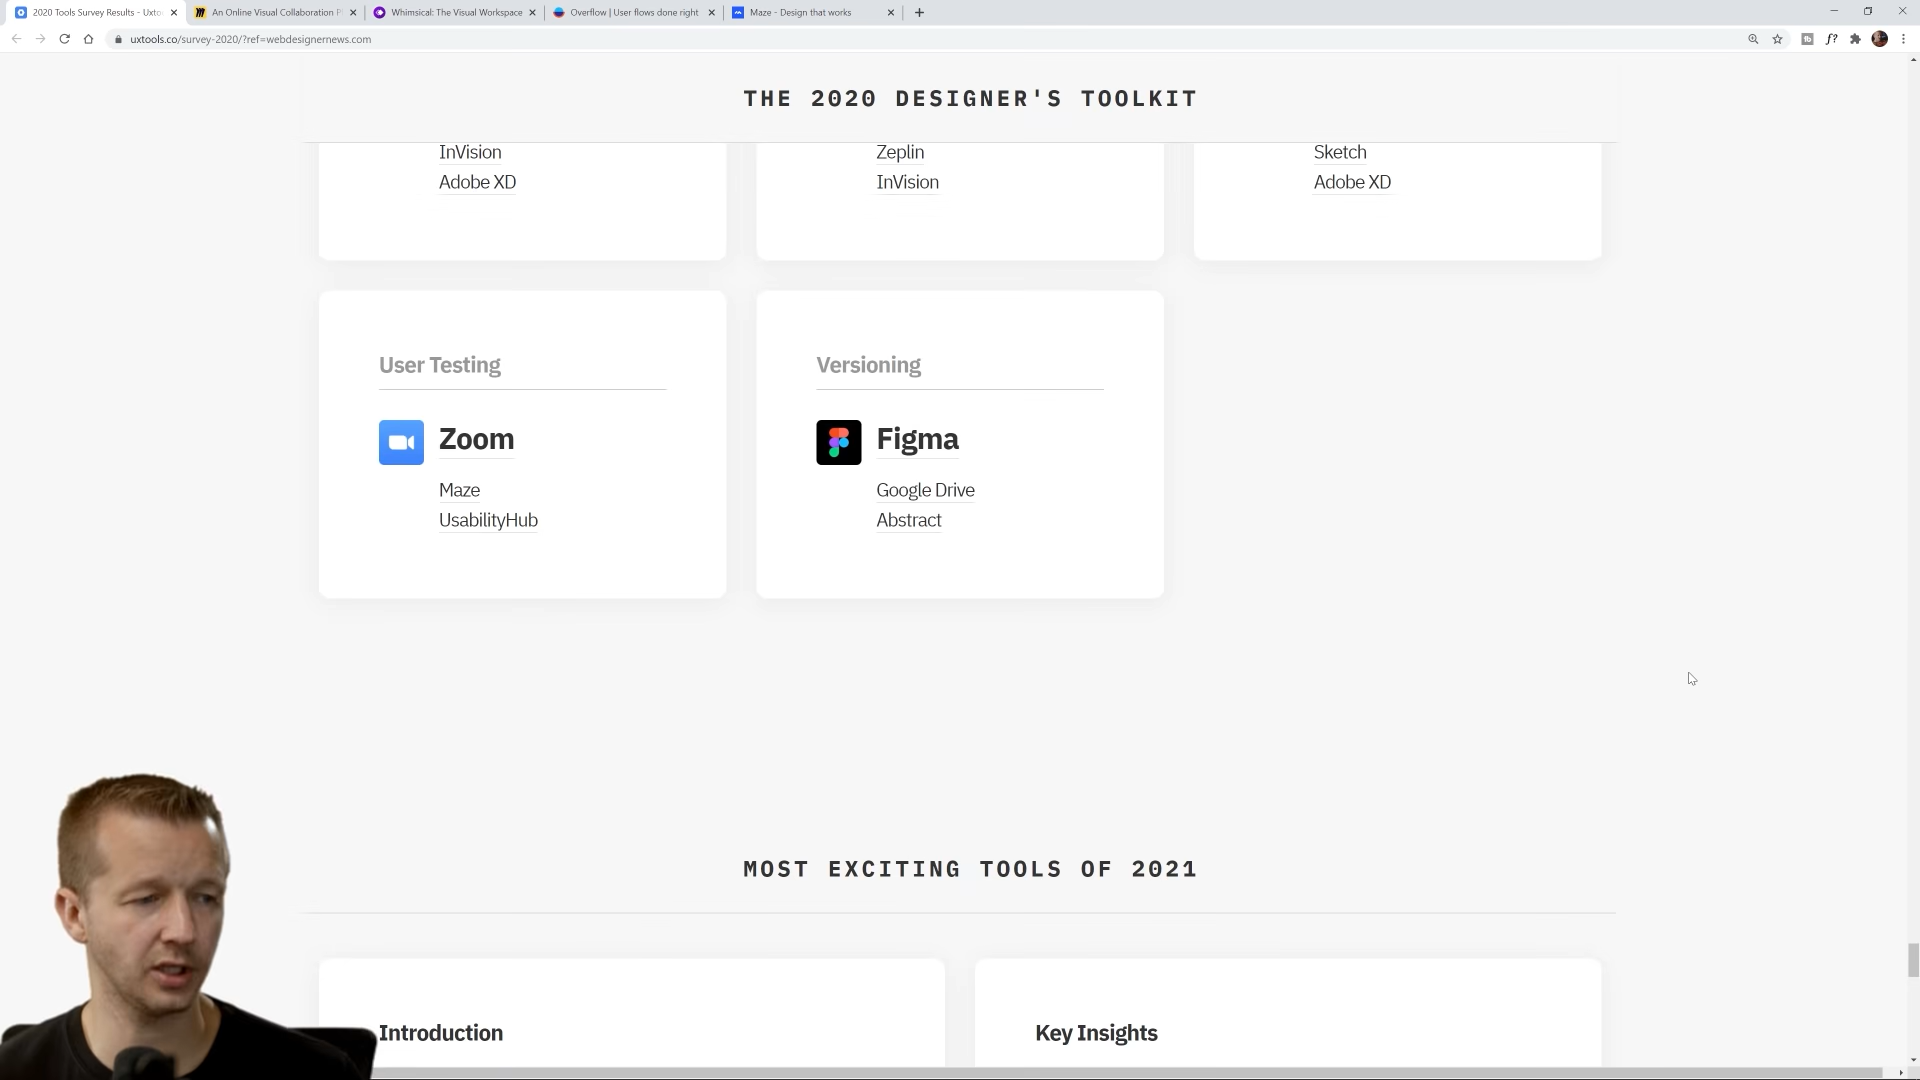 2020 Tools Survey Results - Uxto
An Online Visual Collaboration P
Whimsical: The Visual Workspace
Overflow | User flows done right
Maze - Design that works
uxtools.co/survey-2020/?ref=webdesignernews.com
f?
THE 2020 DESIGNER'S TOOLKIT
InVision
Adobe XD
Zeplin
InVision
Sketch
Adobe XD
User Testing
Zoom
Maze
UsabilityHub
Versioning
Figma
Google Drive
Abstract
MOST EXCITING TOOLS OF 2021
Introduction
Key Insights